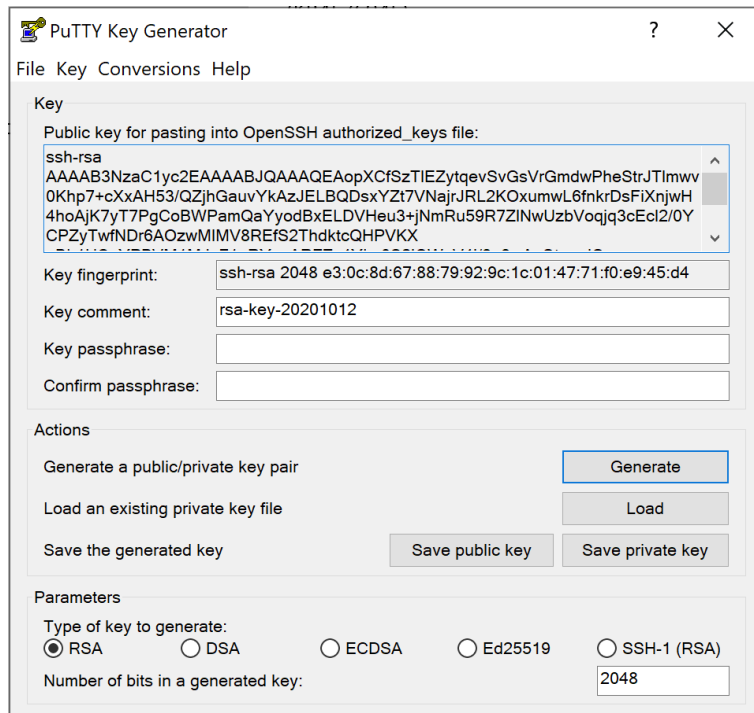 PuTTY Key Generator
?
File Key Conversions Help
Key
Public key for pasting into OpenSSH authorized_keys file:
ssh-rsa
AAAAB3NzaC1yc2EAAAABJQAAAQEAopXCfSzTlEZytqevSvGsVrGmdwPheStrJTlmwv
0Khp7+cXxAH53/QZjhGauvYkAzJELBQDsxYZt7VNajrJRL2KOxumwL6fnkrDsFiXnjwH
4hoAjK7yT7PgCoBWPamQaYyodBxELDVHeu3+jNmRu59R7ZlNwUzbVoqjq3cEcl2/0Y
CPZyTwfNDr6AOzwMIMV8REfS2ThdktcQHPVKX
Key fingerprint:
ssh-rsa 2048 e3:0c:8d:67:88:79:92:9c:1c:01:47:71:f0:e9:45:d4
Key comment:
rsa-key-20201012
Key passphrase:
Confirm passphrase:
Actions
Generate a public/private key pair
Generate
Load an existing private key file
Load
Save the generated key
Save public key
Save private key
Parameters
Type of key to generate:
RSA
DSA
ECDSA
Ed25519
SSH-1 (RSA)
Number of bits in a generated key:
2048